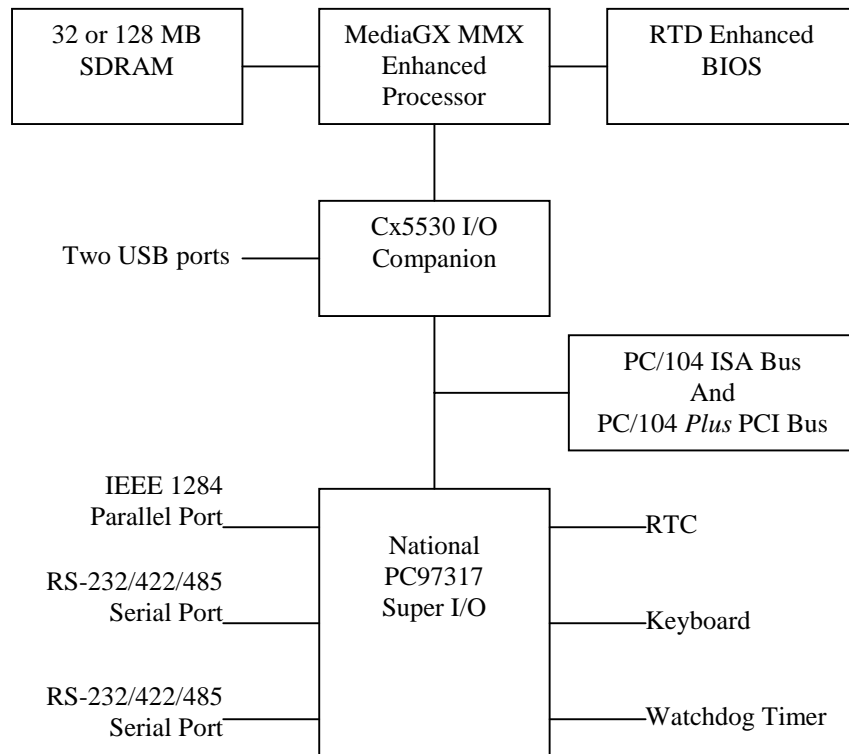 32 or 128 MB
SDRAM
MediaGX MMX
Enhanced
Processor
RTD Enhanced
BIOS
Cx5530 I/O
Companion
Two USB ports
PC/104 ISA Bus
And
PC/104 Plus PCI Bus
IEEE 1284
Parallel Port
RS-232/422/485
Serial Port
RS-232/422/485
Serial Port
National
PC97317
Super I/O
RTC
Keyboard
Watchdog Timer